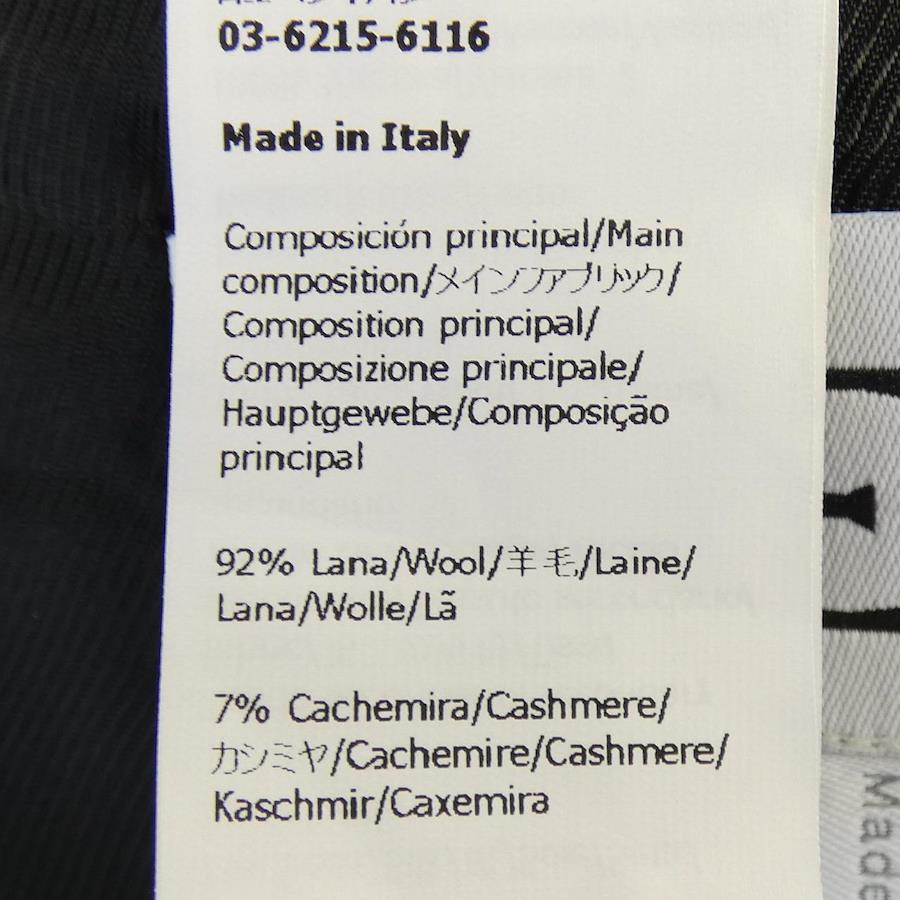 03-6215-6116
Made in Italy
Composición principal/Main
composition/メインファブリック/
Composition principal/
Composizione principale/
Hauptgewebe/Composição
principal
92% Lana/Wool/羊毛/Laine/
Lana/Wolle/Lã
7% Cachemira/Cashmere/
カシミヤ/Cachemire/Cashmere/
Kaschmir/Caxemira
Made